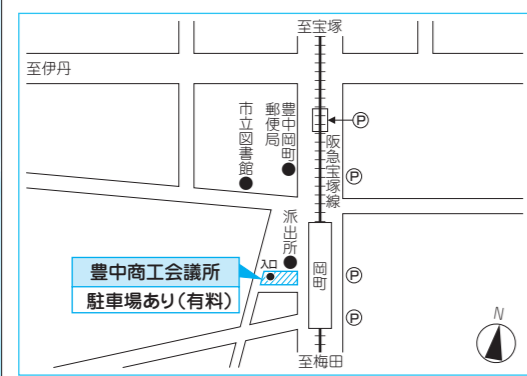 至宝塚
至伊丹
市立図書館
豊中岡町
郵便局
Ⓟ
阪急宝塚線
Ⓟ
派出所
入口
豊中商工会議所
駐車場あり(有料)
岡町
Ⓟ
Ⓟ
至梅田
N